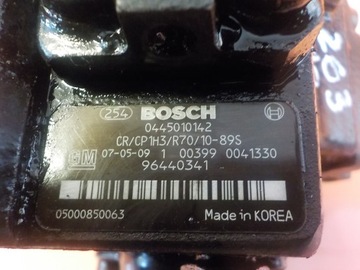 254 BOSCH
0445010142
CR/CP1H3/R70/10-89S
GM 07-05-09 1 00399 0041330
96440341
05000850063 Made in KOREA
203